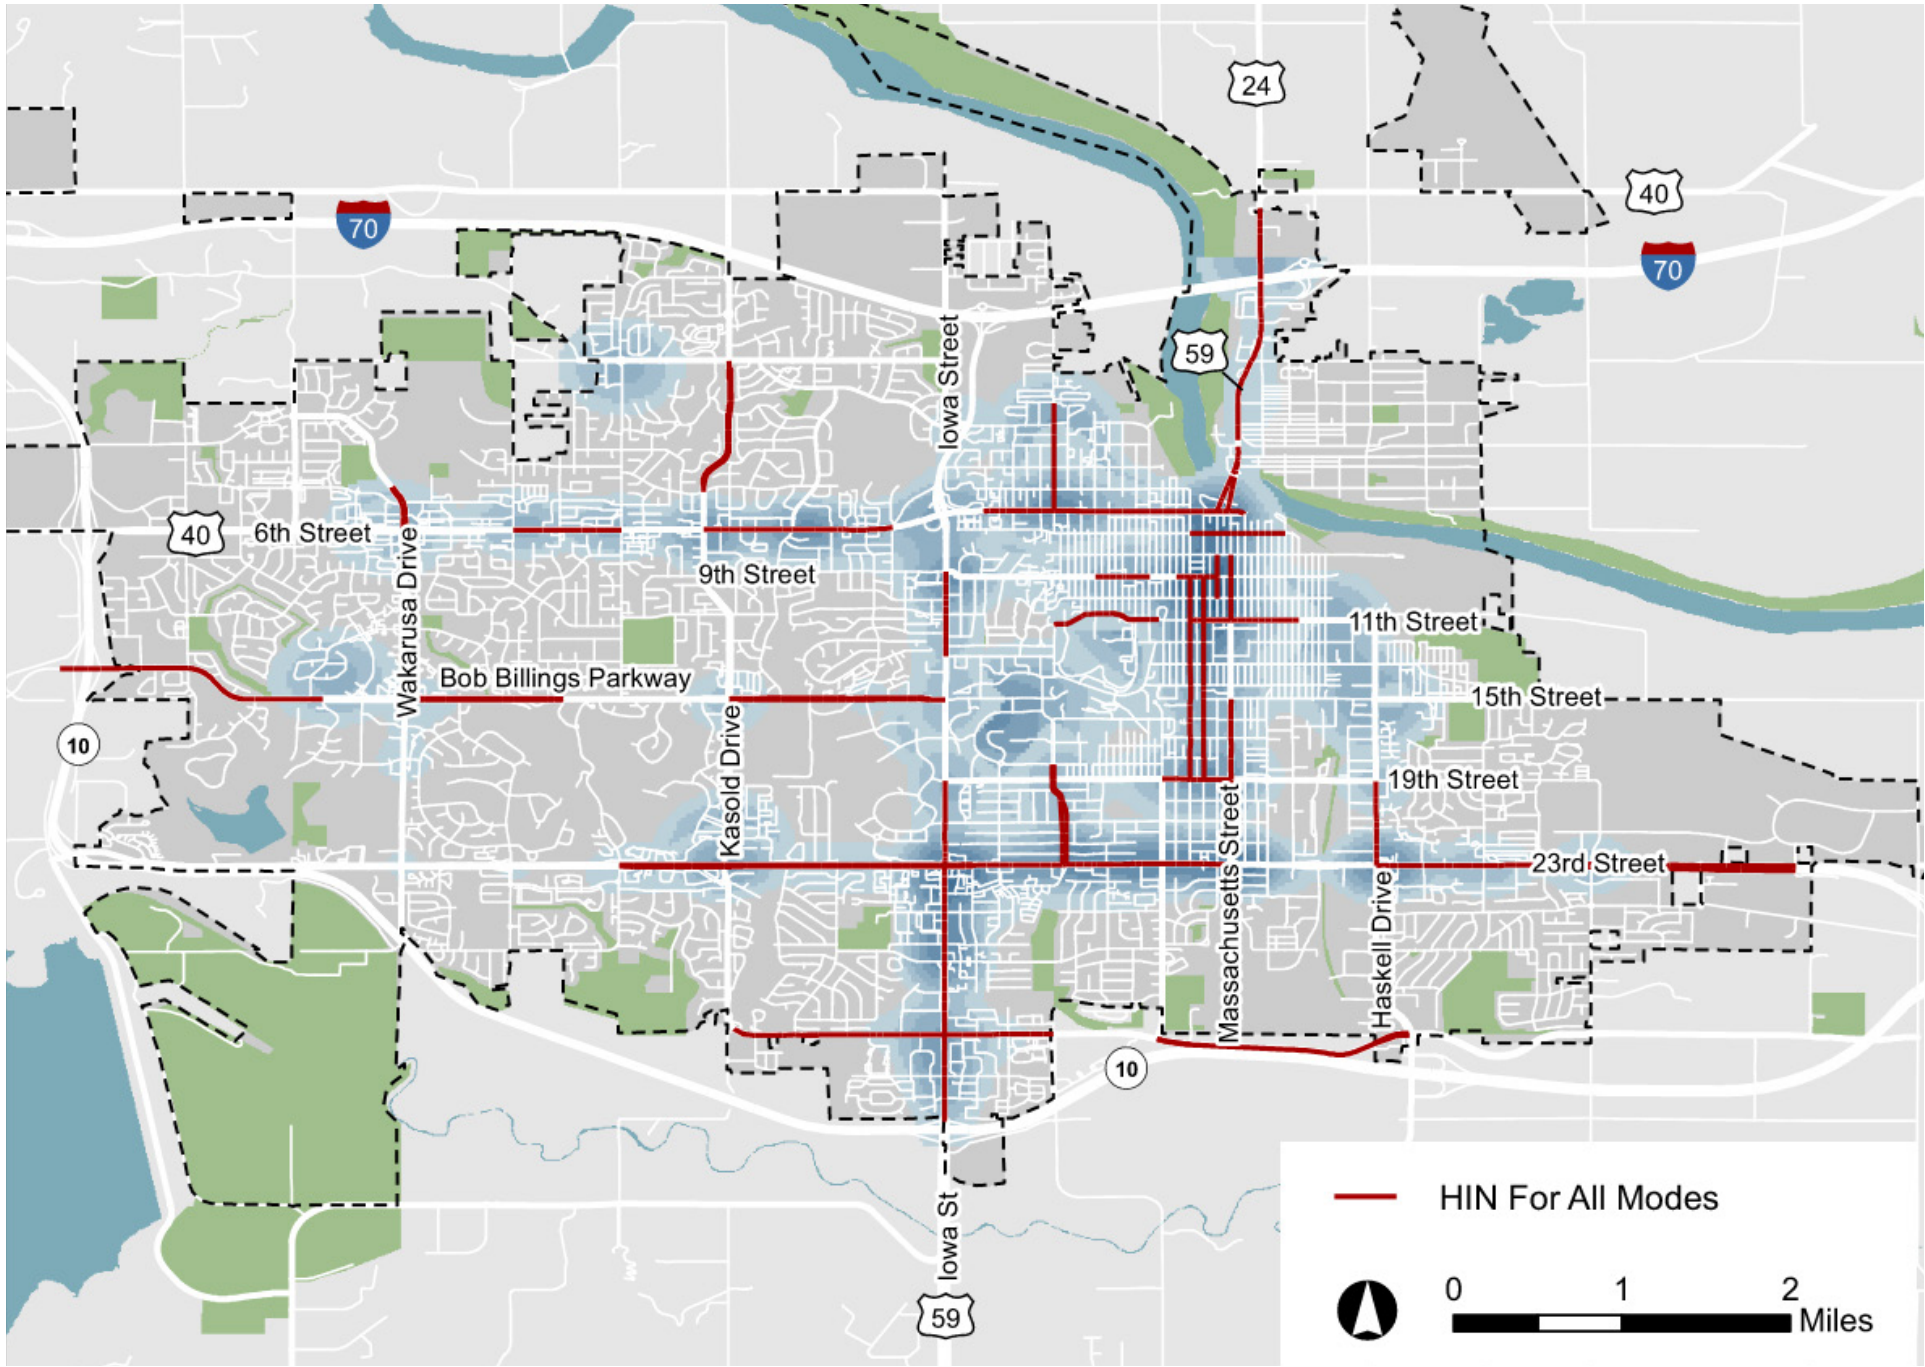 24
40
70
70
59
Iowa Street
40
6th Street
Wakarusa Drive
9th Street
11th Street
Bob Billings Parkway
15th Street
10
Kasold Drive
19th Street
Massachusetts Street
23rd Street
Haskell Drive
10
Iowa St
59
HIN For All Modes
0 1 2
Miles